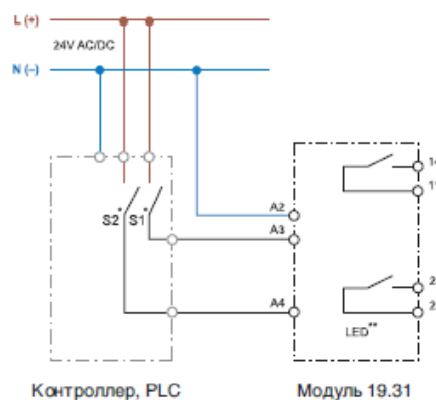 L (+)
24V AC/DC
N (–)
S2* S1*
A2
A3
A4
LED**
Контроллер, PLC
Модуль 19.31